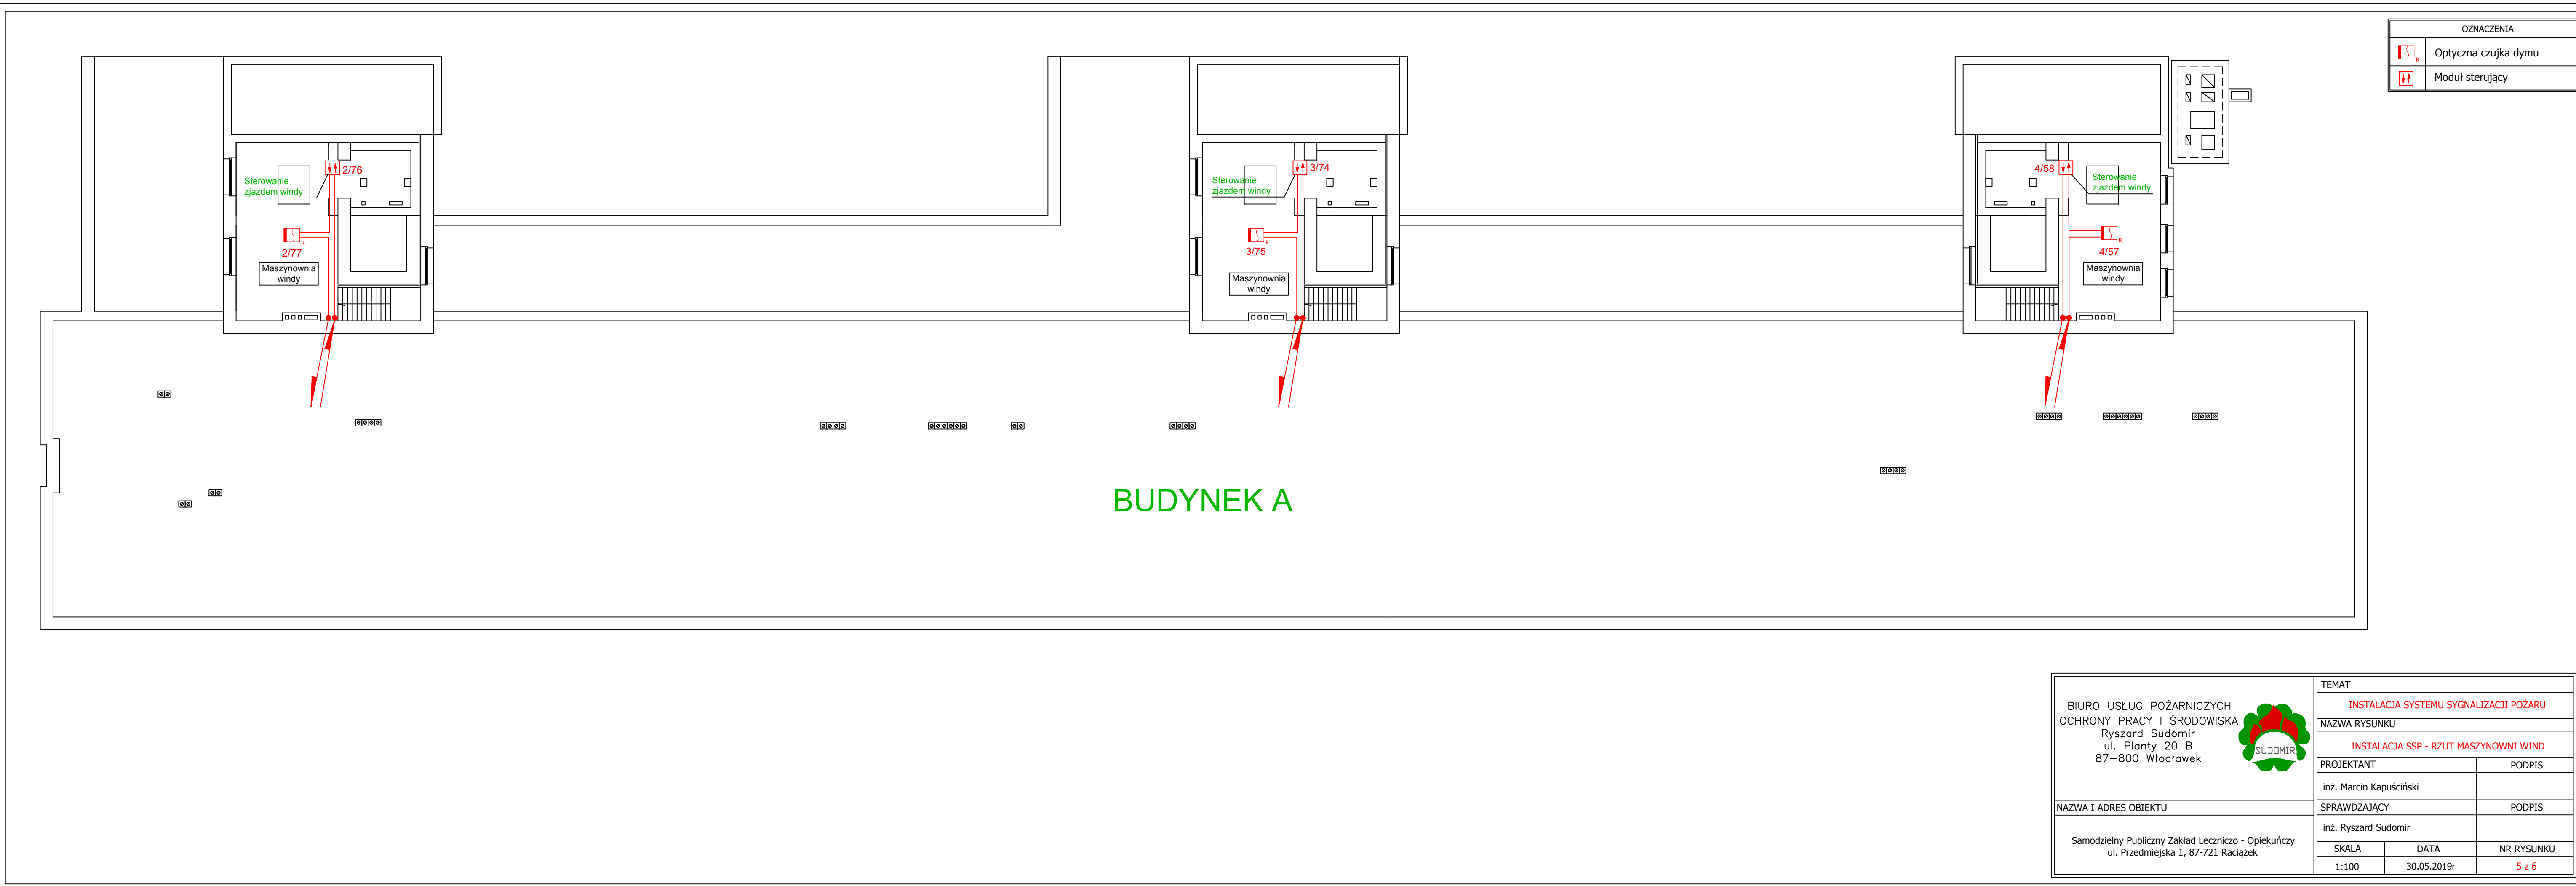 OZNACZENIA
R
Optyczna czujka dymu
Moduł sterujący
2/76
Sterowanie
zjazdem windy
R
2/77
Maszynownia
windy
3/74
Sterowanie
zjazdem windy
R
3/75
Maszynownia
windy
4/58
Sterowanie
zjazdem windy
R
4/57
Maszynownia
windy
BUDYNEK A
BIURO USŁUG POŻARNICZYCH
OCHRONY PRACY I ŚRODOWISKA
Ryszard Sudomir
ul. Planty 20 B
87-800 Włocławek
SUDOMIR
NAZWA I ADRES OBIEKTU
Samodzielny Publiczny Zakład Leczniczo - Opiekuńczy
ul. Przedmiejska 1, 87-721 Raciążek
TEMAT
INSTALACJA SYSTEMU SYGNALIZACJI POŻARU
NAZWA RYSUNKU
INSTALACJA SSP - RZUT MASZYNOWNI WIND
PROJEKTANT PODPIS
inż. Marcin Kapuściński
SPRAWDZAJĄCY PODPIS
inż. Ryszard Sudomir
SKALA DATA NR RYSUNKU
1:100 30.05.2019r 5 z 6